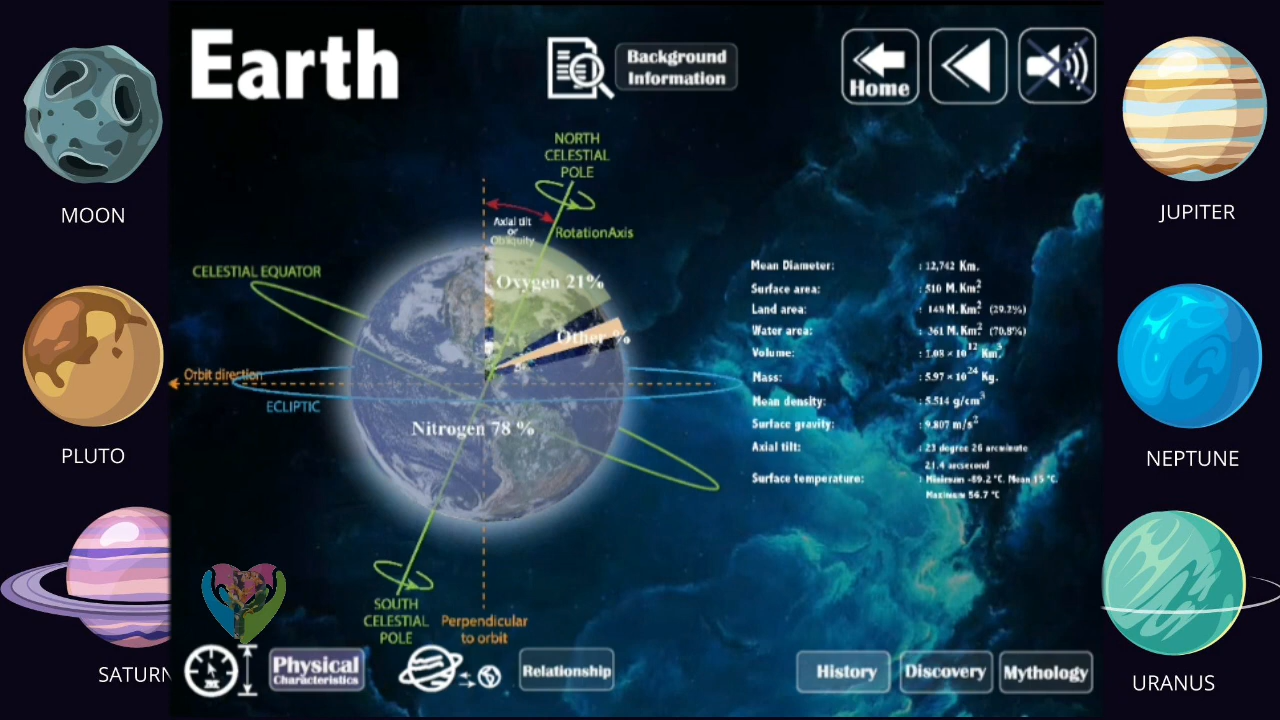 Earth
Background
Information
Home
MOON
PLUTO
SATURN
NORTH
CELESTIAL
POLE
Axial tilt
or
Obliquity
RotationAxis
CELESTIAL EQUATOR
Oxygen 21%
Other %
Orbit direction
ECLIPTIC
Nitrogen 78 %
SOUTH
CELESTIAL
POLE
Perpendicular
to orbit
Mean Diameter: : 12,742 Km.
Surface area: : 510 M.Km²
Land area: : 148 M.Km² (29.2%)
Water area: : 361 M.Km² (70.8%)
Volume: : 1.08 × 10¹² Km³.
Mass: : 5.97 × 10²⁴ Kg.
Mean density: : 5.514 g/cm³
Surface gravity: : 9.807 m/s²
Axial tilt: : 23 degree 26 arcminute
21.4 arcsecond
Surface temperature: : Minimum -89.2 °C. Mean 15 °C.
Maximum 56.7 °C
Physical
Characteristics
Relationship
History
Discovery
Mythology
JUPITER
NEPTUNE
URANUS